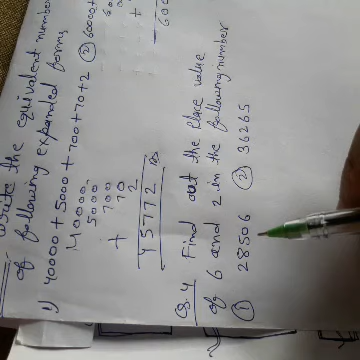 Write the equivalent number
of following expanded forms
1) 40000 + 5000 + 700 + 70 + 2 ② 60000+
40000
5000
700
70
+ 2
45772
Q.4 Find out the Place value
of 6 and 2 in the following number
① 28506 ② 36265